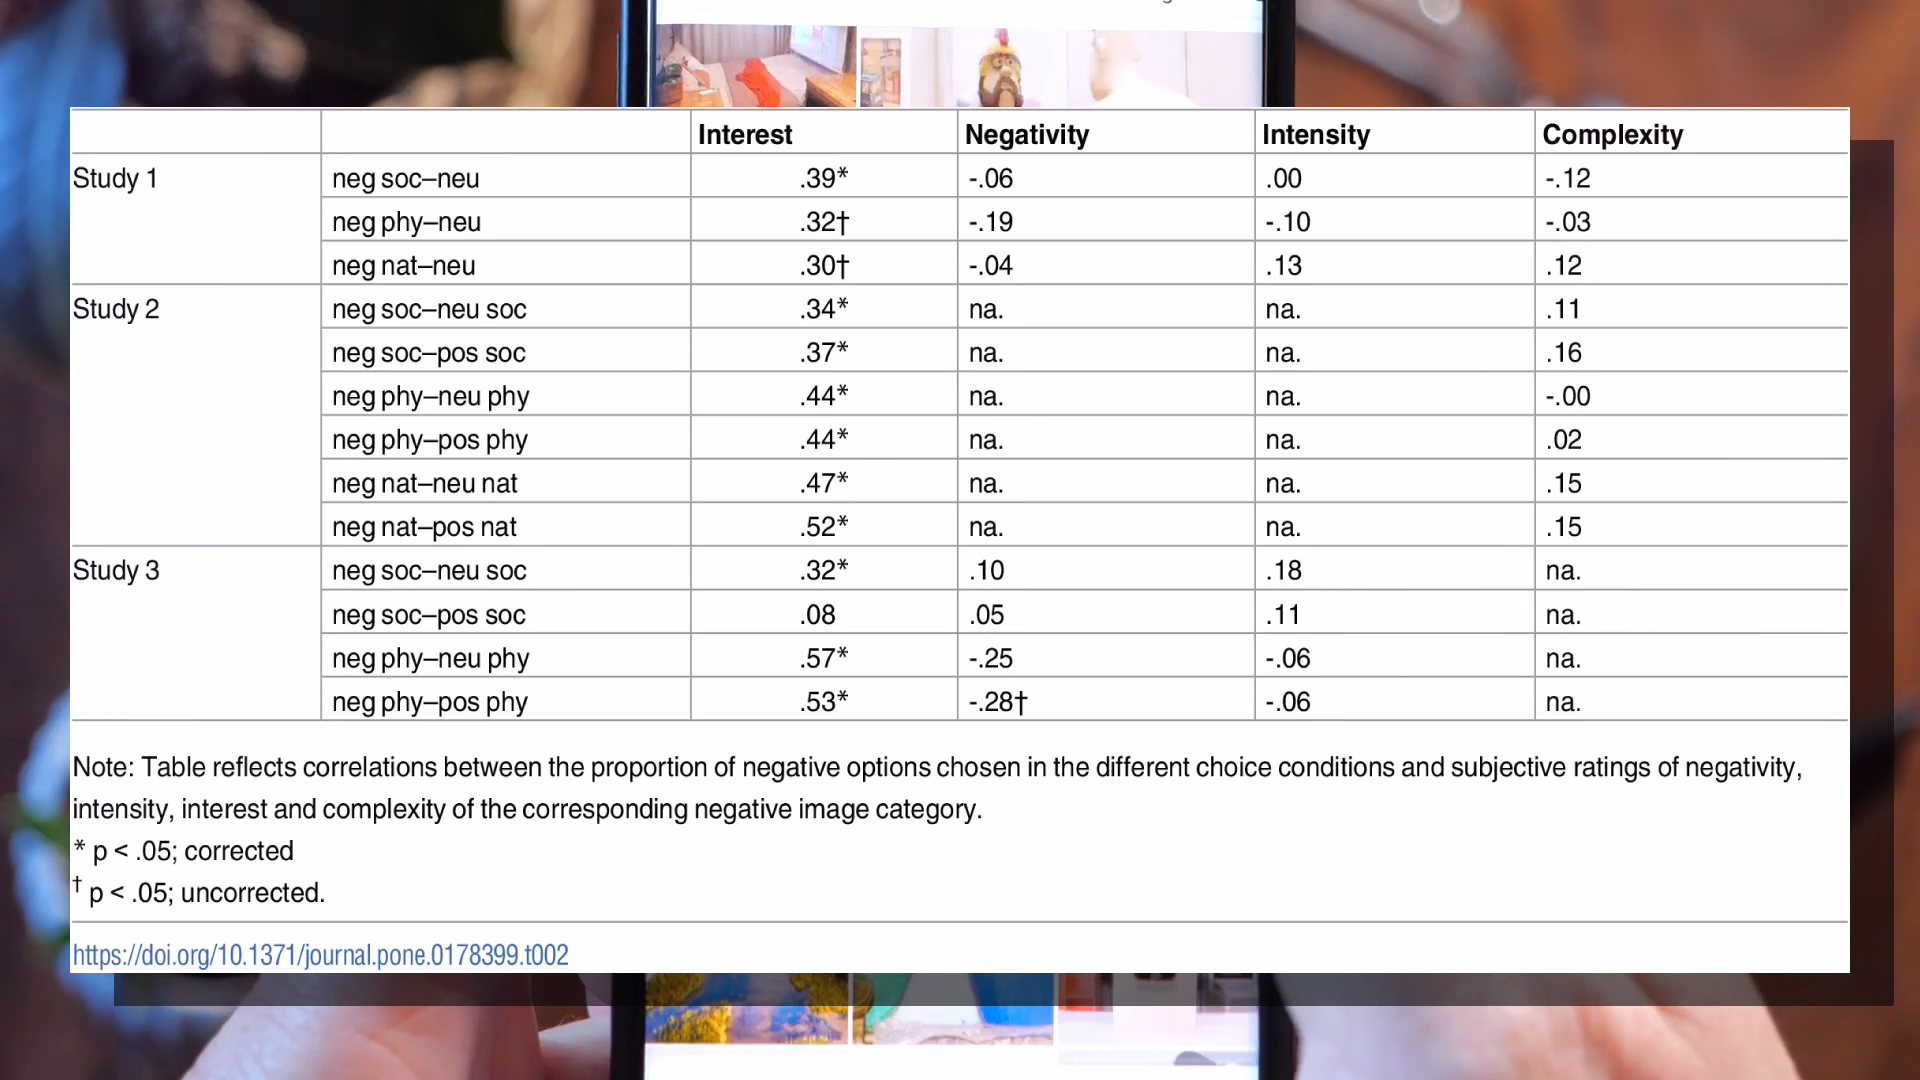 Interest Negativity Intensity Complexity
Study 1 neg soc–neu .39* -.06 .00 -.12
neg phy–neu .32† -.19 -.10 -.03
neg nat–neu .30† -.04 .13 .12
Study 2 neg soc–neu soc .34* na. na. .11
neg soc–pos soc .37* na. na. .16
neg phy–neu phy .44* na. na. -.00
neg phy–pos phy .44* na. na. .02
neg nat–neu nat .47* na. na. .15
neg nat–pos nat .52* na. na. .15
Study 3 neg soc–neu soc .32* .10 .18 na.
neg soc–pos soc .08 .05 .11 na.
neg phy–neu phy .57* -.25 -.06 na.
neg phy–pos phy .53* -.28† -.06 na.
Note: Table reflects correlations between the proportion of negative options chosen in the different choice conditions and subjective ratings of negativity,
intensity, interest and complexity of the corresponding negative image category.
* p < .05; corrected
† p < .05; uncorrected.
https://doi.org/10.1371/journal.pone.0178399.t002